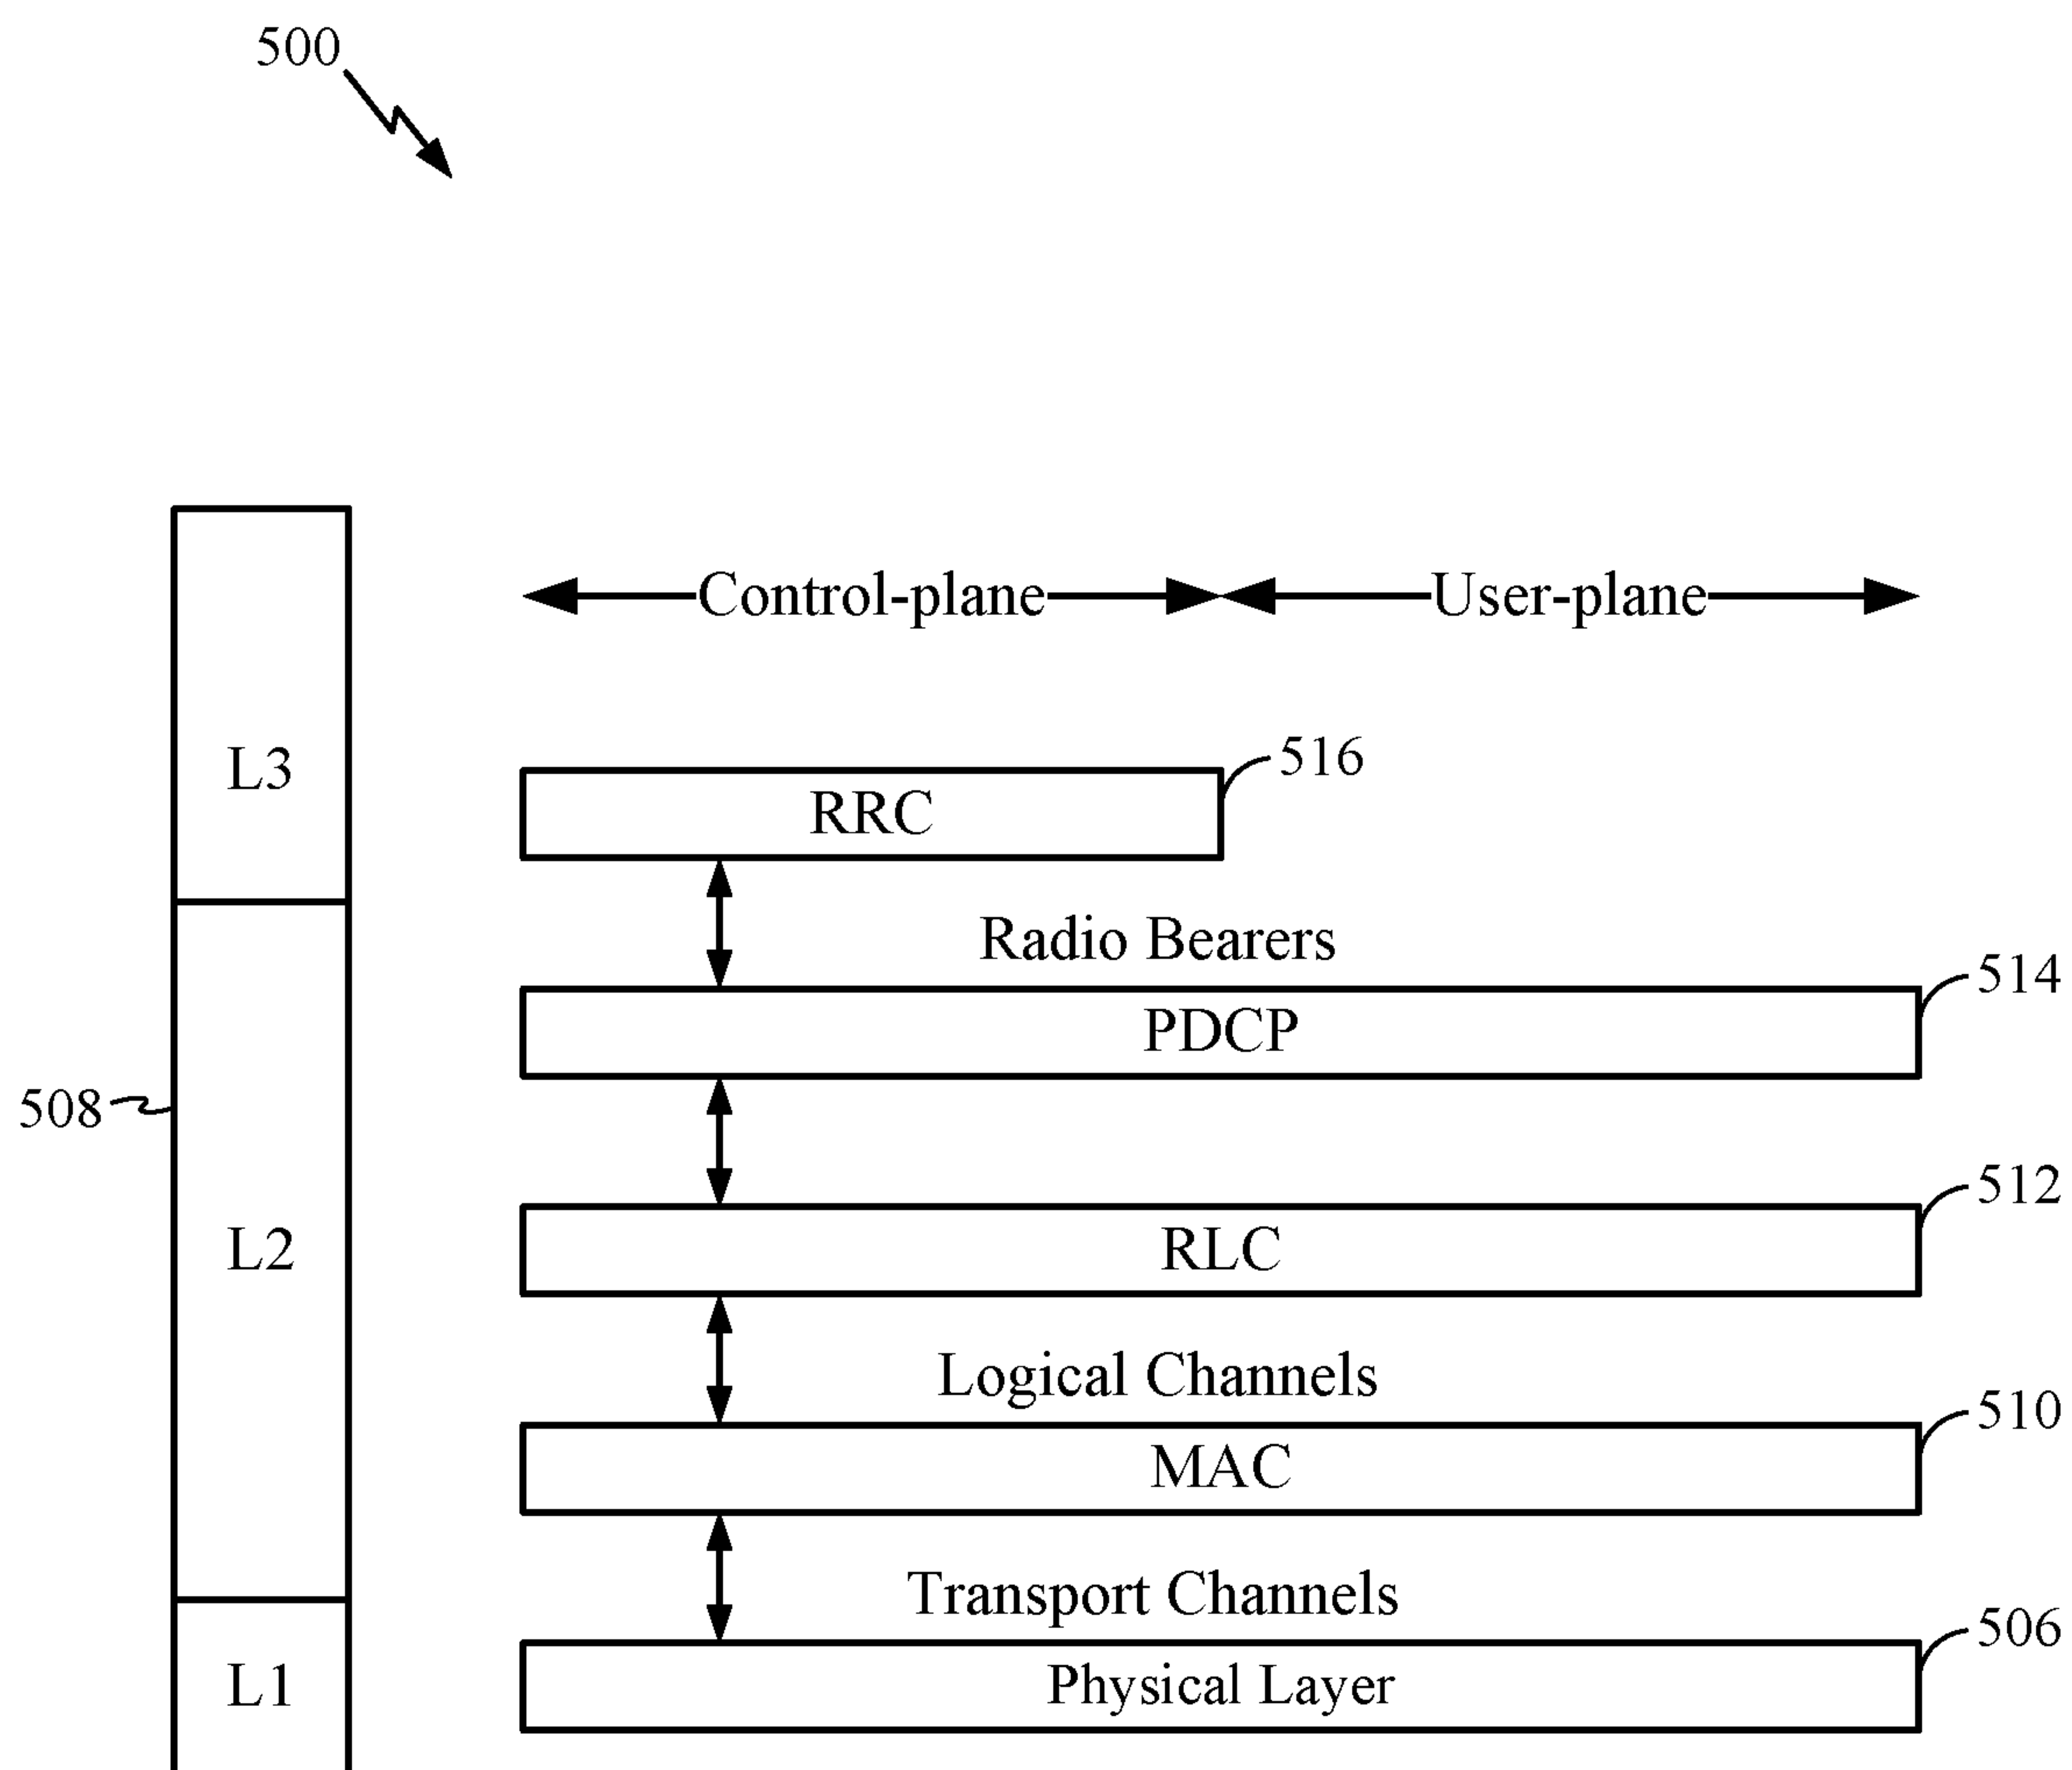 500
Control-plane User-plane
L3
516
RRC
Radio Bearers
514
PDCP
508
512
L2
RLC
Logical Channels
510
MAC
Transport Channels
506
L1
Physical Layer